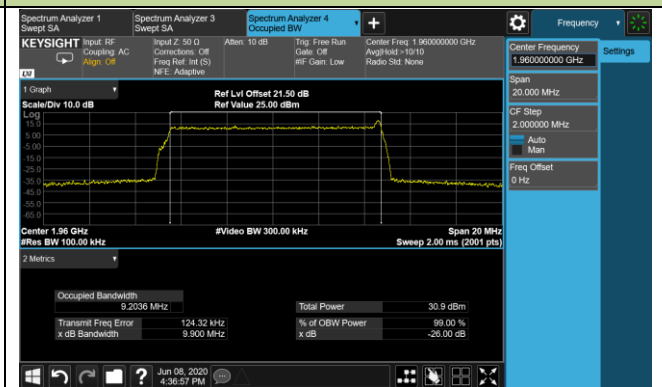 Spectrum Analyzer 1 Spectrum Analyzer 3 Spectrum Analyzer 4 Frequency
Swept SA Swept SA Occupied BW
KEYSIGHT Input: RF Input Z: 50 Ω Atten: 10 dB Trig: Free Run Center Freq: 1.960000000 GHz
Coupling: AC Corrections: Off Gate: Off Avg|Hold:>10/10
Align: Off Freq Ref: Int (S) #IF Gain: Low Radio Std: None
NFE: Adaptive
LXI
Center Frequency Settings
1.960000000 GHz
Span
20.000 MHz
CF Step
2.000000 MHz
Auto
Man
Freq Offset
0 Hz
1 Graph Ref Lvl Offset 21.50 dB
Scale/Div 10.0 dB Ref Value 25.00 dBm
Log
15.0
5.00
-5.00
-15.0
-25.0
-35.0
-45.0
-55.0
-65.0
Center 1.96 GHz #Video BW 300.00 kHz Span 20 MHz
#Res BW 100.00 kHz Sweep 2.00 ms (2001 pts)
2 Metrics
Occupied Bandwidth
9.2036 MHz Total Power 30.9 dBm
Transmit Freq Error 124.32 kHz % of OBW Power 99.00 %
x dB Bandwidth 9.900 MHz x dB -26.00 dB
Jun 08, 2020
4:36:57 PM